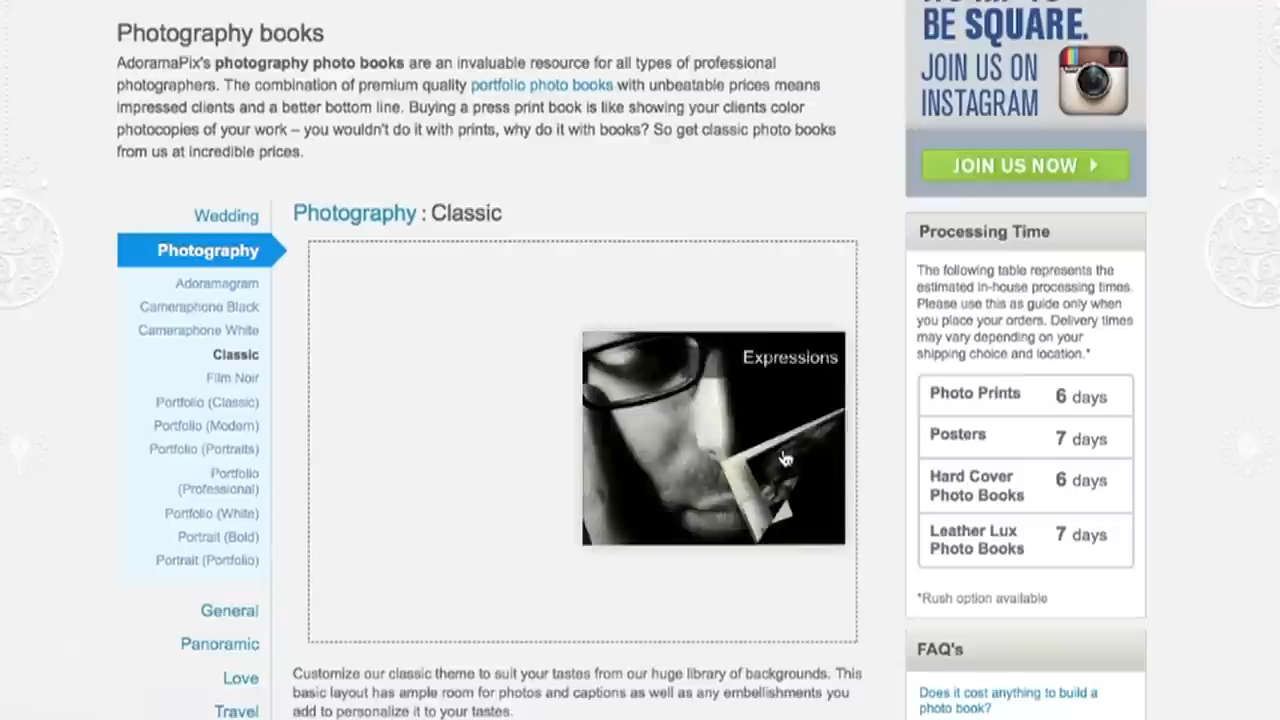 Photography books
AdoramaPix's photography photo books are an invaluable resource for all types of professional
photographers. The combination of premium quality portfolio photo books with unbeatable prices means
impressed clients and a better bottom line. Buying a press print book is like showing your clients color
photocopies of your work – you wouldn't do it with prints, why do it with books? So get classic photo books
from us at incredible prices.
Wedding
Photography
Adoramagram
Cameraphone Black
Cameraphone White
Classic
Film Noir
Portfolio (Classic)
Portfolio (Modern)
Portfolio (Portraits)
Portfolio
(Professional)
Portfolio (White)
Portrait (Bold)
Portrait (Portfolio)
General
Panoramic
Love
Travel
Photography : Classic
Expressions
Customize our classic theme to suit your tastes from our huge library of backgrounds. This
basic layout has ample room for photos and captions as well as any embellishments you
add to personalize it to your tastes.
BE SQUARE.
JOIN US ON
INSTAGRAM
JOIN US NOW
Processing Time
The following table represents the
estimated in-house processing times.
Please use this as guide only when
you place your orders. Delivery times
may vary depending on your
shipping choice and location.*
Photo Prints 6 days
Posters 7 days
Hard Cover
Photo Books 6 days
Leather Lux
Photo Books 7 days
*Rush option available
FAQ's
Does it cost anything to build a
photo book?